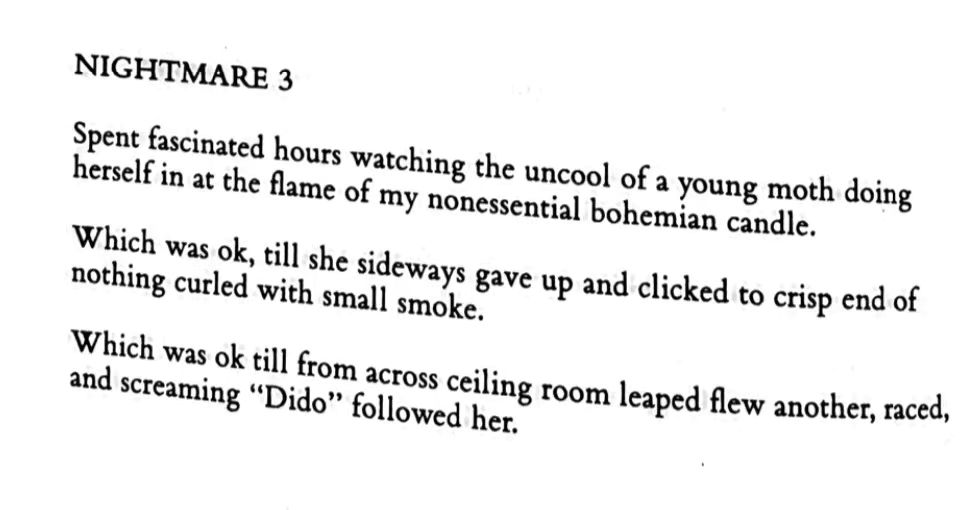 NIGHTMARE 3
Spent fascinated hours watching the uncool of a young moth doing
herself in at the flame of my nonessential bohemian candle.
Which was ok, till she sideways gave up and clicked to crisp end of
nothing curled with small smoke.
Which was ok till from across ceiling room leaped flew another, raced,
and screaming “Dido” followed her.